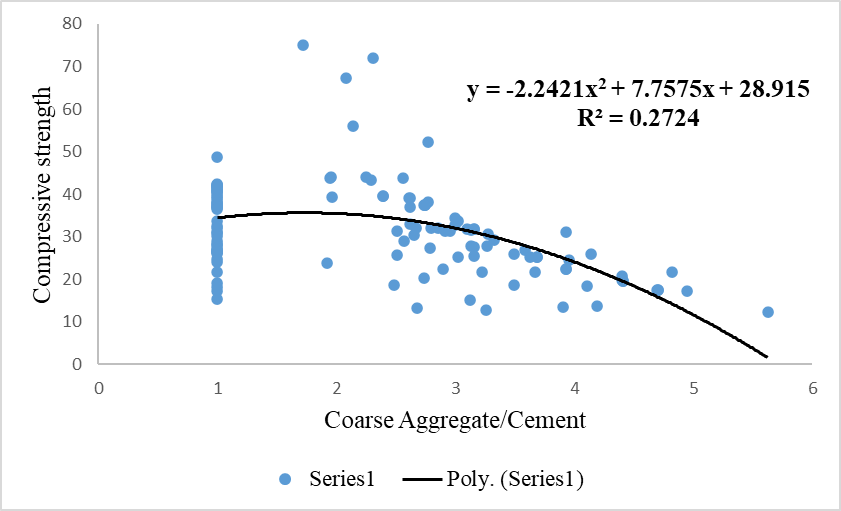 80
70
60
50
40
30
20
10
0
Compressive strength
y = -2.2421x² + 7.7575x + 28.915
R² = 0.2724
0 1 2 3 4 5 6
Coarse Aggregate/Cement
Series1 Poly. (Series1)